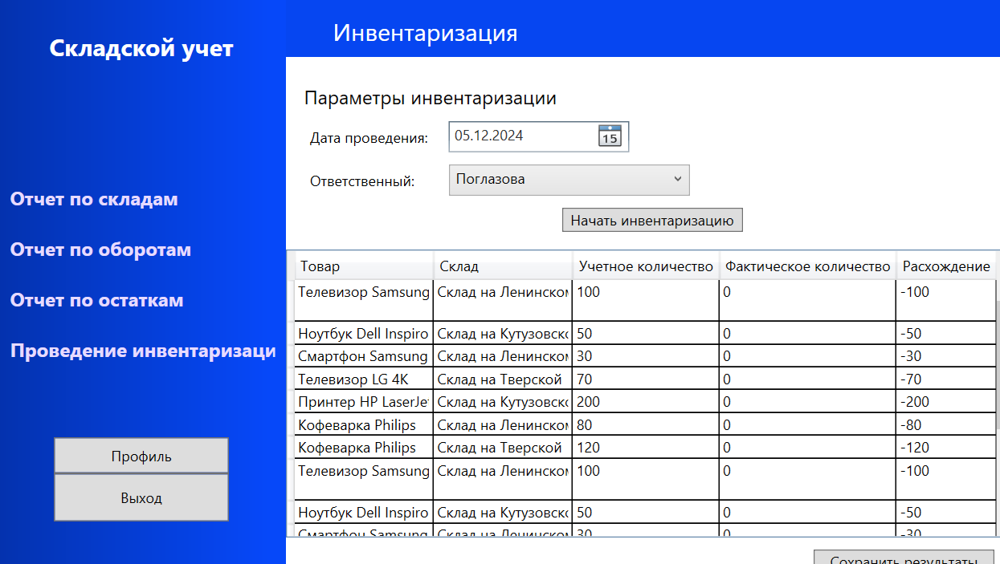 Складской учет
Отчет по складам
Отчет по оборотам
Отчет по остаткам
Проведение инвентаризаци
Профиль
Выход
Инвентаризация
Параметры инвентаризации
Дата проведения: 05.12.2024 15
Ответственный: Поглазова
Начать инвентаризацию
Товар Склад Учетное количество Фактическое количество Расхождение
Телевизор Samsung Склад на Ленинском 100 0 -100
Ноутбук Dell Inspiro Склад на Кутузовско 50 0 -50
Смартфон Samsung Склад на Ленинском 30 0 -30
Телевизор LG 4K Склад на Тверской 70 0 -70
Принтер HP LaserJe Склад на Кутузовско 200 0 -200
Кофеварка Philips Склад на Ленинском 80 0 -80
Кофеварка Philips Склад на Тверской 120 0 -120
Телевизор Samsung Склад на Ленинском 100 0 -100
Ноутбук Dell Inspiro Склад на Кутузовско 50 0 -50
Смартфон Samsung Склад на Ленинском 30 0 -30
Сохранить результаты